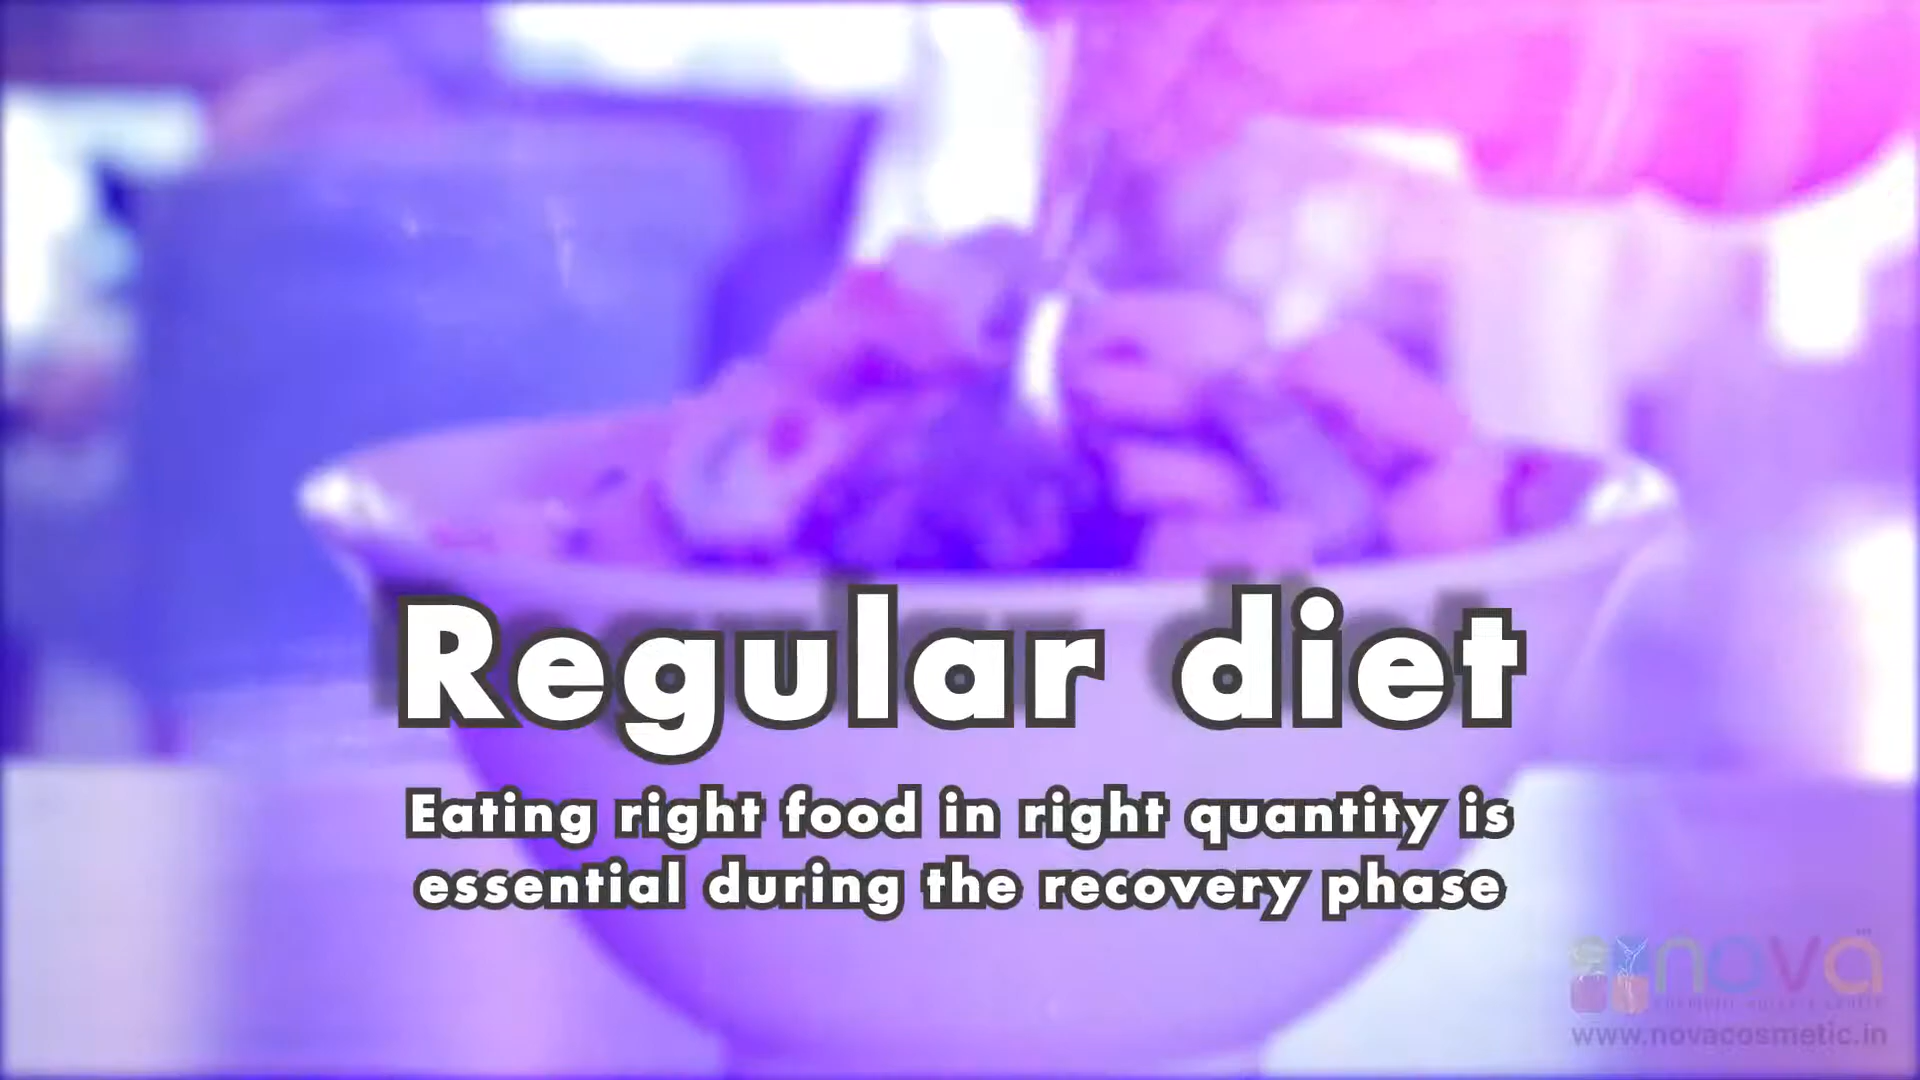 Regular diet
Eating right food in right quantity is
essential during the recovery phase
nova
www.novacosmetic.in